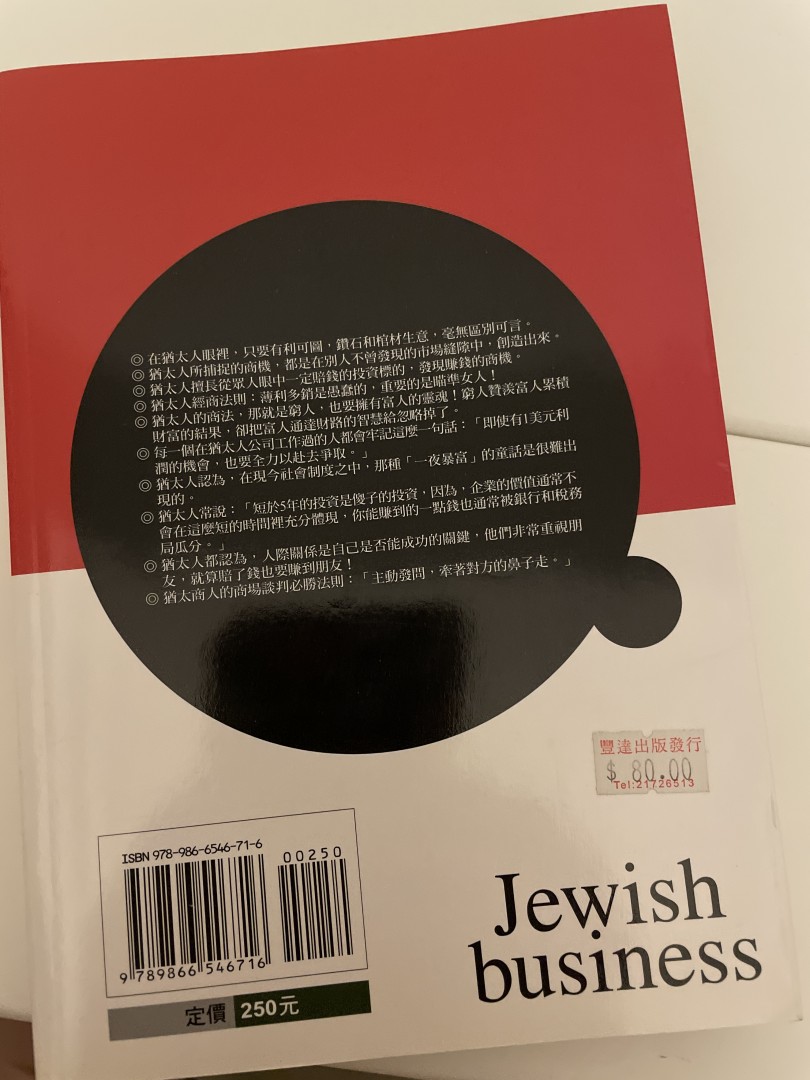 ◎ 在猶太人眼裡，只要有利可圖，鑽石和棺材生意，毫無區別可言。
◎ 猶太人所捕捉的商機，都是在別人不曾發現的市場縫隙中，創造出來。
◎ 猶太人擅長從眾人眼中一定賠錢的投資標的，發現賺錢的商機。
◎ 猶太人經商法則：薄利多銷是愚蠢的，重要的是瞄準女人！
◎ 猶太人的商法，那就是窮人，也要擁有富人的靈魂！窮人贊羨富人累積
財富的結果，卻把富人通達財路的智慧給忽略掉了。
◎ 每一個在猶太人公司工作過的人都會牢記這麼一句話：「即使有1美元利
潤的機會，也要全力以赴去爭取。」
◎ 猶太人認為，在現今社會制度之中，那種「一夜暴富」的童話是很難出
現的。
◎ 猶太人常說：「短於5年的投資是傻子的投資，因為，企業的價值通常不
會在這麼短的時間裡充分體現，你能賺到的一點錢也通常被銀行和稅務
局瓜分。」
◎ 猶太人都認為，人際關係是自己是否能成功的關鍵，他們非常重視朋
友，就算賠了錢也要賺到朋友！
◎ 猶太商人的商場談判必勝法則：「主動發問，牽著對方的鼻子走。」
豐達出版發行
$ 80.00
Tel:21726513
ISBN 978-986-6546-71-6
00250
9 789866 546716
定價 250元
Jewish
business